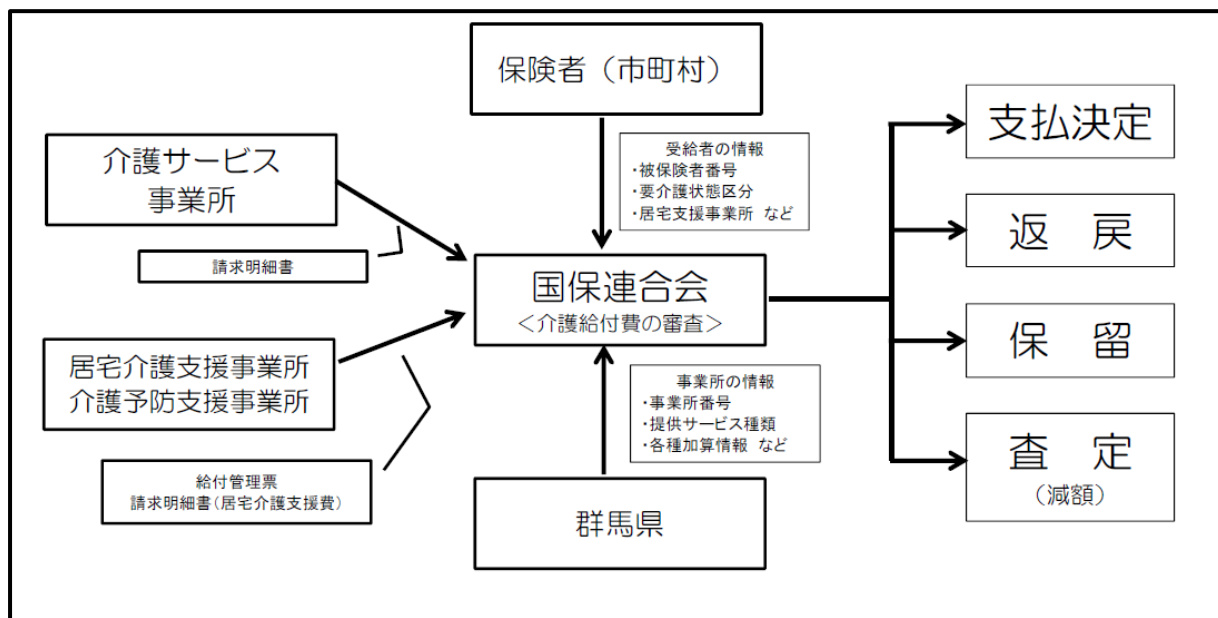 保険者（市町村）
介護サービス
事業所
請求明細書
受給者の情報
・被保険者番号
・要介護状態区分
・居宅支援事業所 など
国保連合会
＜介護給付費の審査＞
居宅介護支援事業所
介護予防支援事業所
給付管理票
請求明細書（居宅介護支援費）
事業所の情報
・事業所番号
・提供サービス種類
・各種加算情報 など
群馬県
支払決定
返 戻
保 留
査 定
（減額）